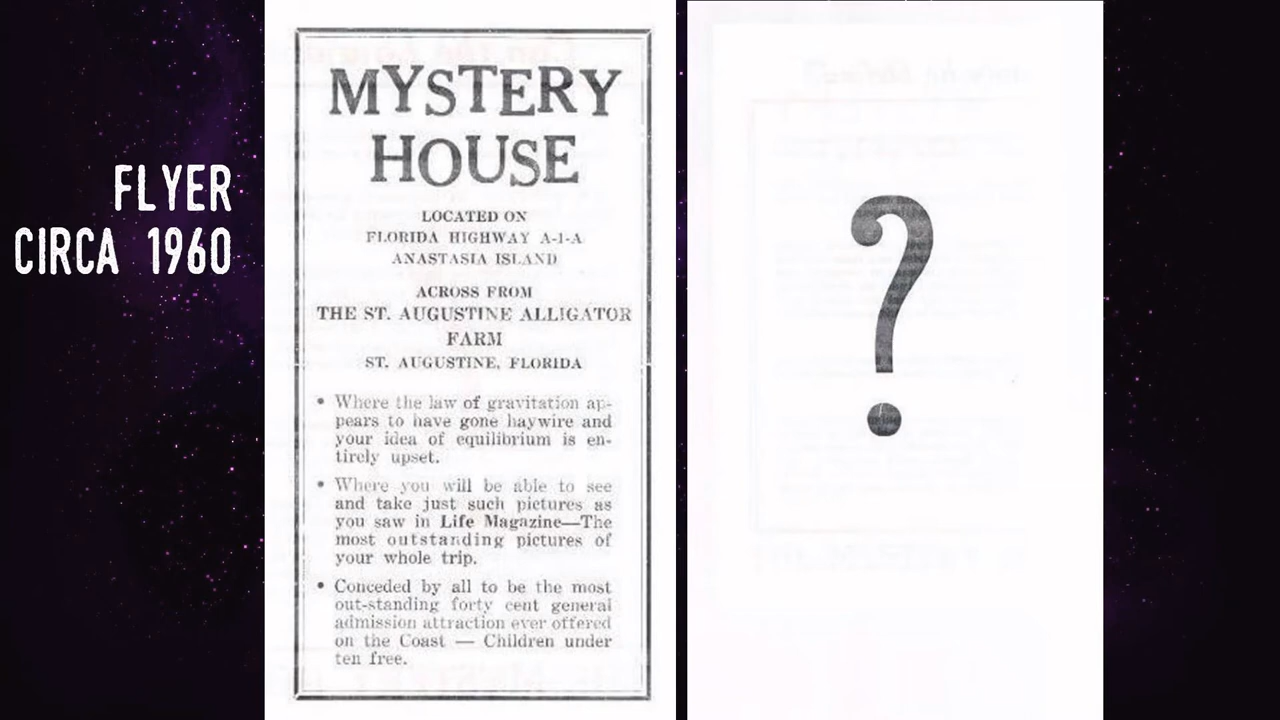 FLYER
CIRCA 1960
MYSTERY
HOUSE
LOCATED ON
FLORIDA HIGHWAY A-1-A
ANASTASIA ISLAND
ACROSS FROM
THE ST. AUGUSTINE ALLIGATOR
FARM
ST. AUGUSTINE, FLORIDA
• Where the law of gravitation ap-
pears to have gone haywire and
your idea of equilibrium is en-
tirely upset.
• Where you will be able to see
and take just such pictures as
you saw in Life Magazine—The
most outstanding pictures of
your whole trip.
• Conceded by all to be the most
out-standing forty cent general
admission attraction ever offered
on the Coast — Children under
ten free.
?